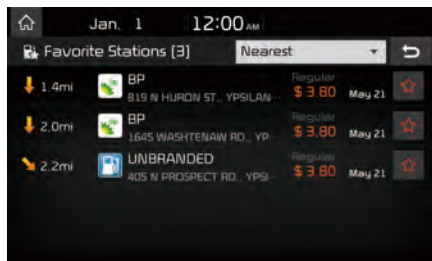 Jan. 1 12:00 AM
Favorite Stations [3] Nearest
1.4mi BP Regular
819 N HURON ST., YPSILAN... $ 3.80 May 21
2.0mi BP Regular
1645 WASHTENAW RD., YP... $ 3.80 May 21
2.2mi UNBRANDED Regular
405 N PROSPECT RD., YPSI... $ 3.80 May 21